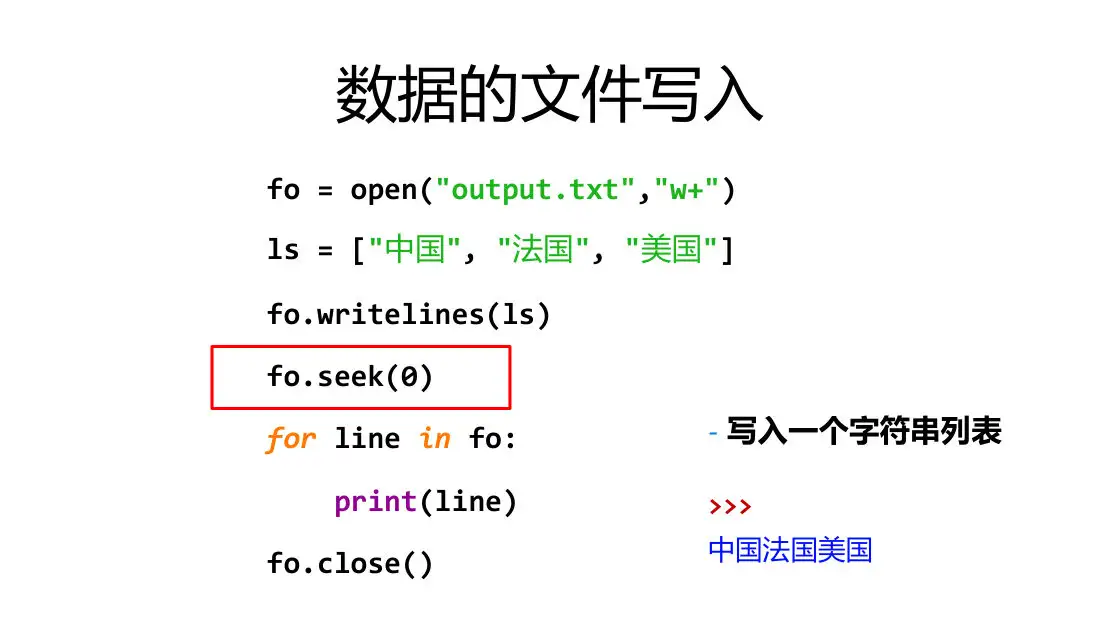 数据的文件写入
fo = open("output.txt","w+")
ls = ["中国", "法国", "美国"]
fo.writelines(ls)
fo.seek(0)
for line in fo:
    print(line)
fo.close()
- 写入一个字符串列表
>>>
中国法国美国